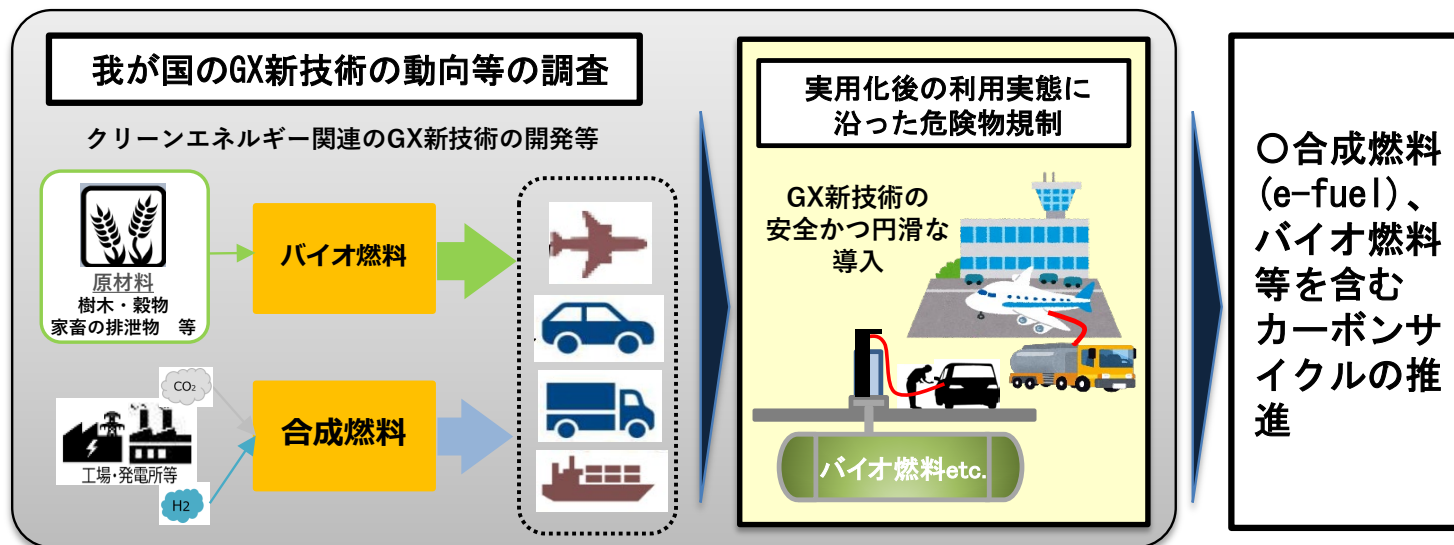 我が国のGX新技術の動向等の調査
クリーンエネルギー関連のGX新技術の開発等
原材料
樹木・穀物
家畜の排泄物　等
バイオ燃料
CO₂
工場・発電所等
H2
合成燃料
実用化後の利用実態に
沿った危険物規制
GX新技術の
安全かつ円滑な
導入
バイオ燃料etc.
〇合成燃料
(e-fuel)、
バイオ燃料
等を含む
カーボンサ
イクルの推
進